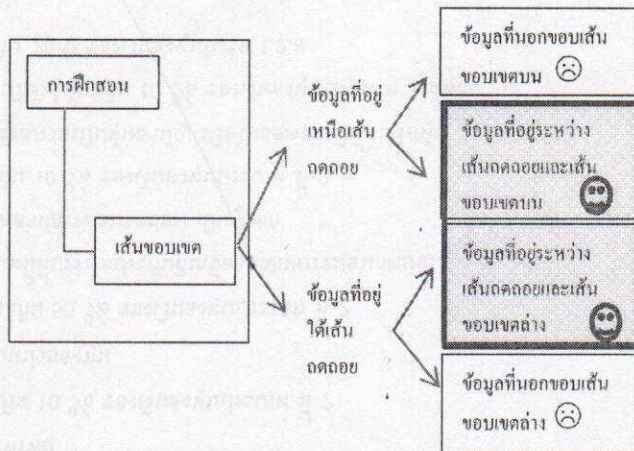 การฝึกสอน
เส้นขอบเขต
ข้อมูลที่อยู่
เหนือเส้น
ถดถอย
ข้อมูลที่อยู่
ใต้เส้น
ถดถอย
ข้อมูลที่นอกขอบเส้น
ขอบเขตบน
ข้อมูลที่อยู่ระหว่าง
เส้นถดถอยและเส้น
ขอบเขตบน
ข้อมูลที่อยู่ระหว่าง
เส้นถดถอยและเส้น
ขอบเขตล่าง
ข้อมูลที่นอกขอบเส้น
ขอบเขตล่าง